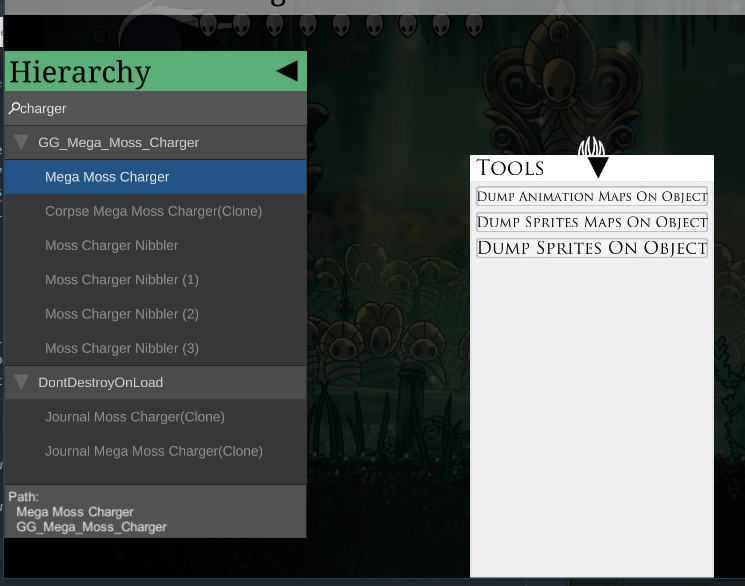 Hierarchy
charger
GG_Mega_Moss_Charger
Mega Moss Charger
Corpse Mega Moss Charger(Clone)
Moss Charger Nibbler
Moss Charger Nibbler (1)
Moss Charger Nibbler (2)
Moss Charger Nibbler (3)
DontDestroyOnLoad
Journal Moss Charger(Clone)
Journal Mega Moss Charger(Clone)
Path:
Mega Moss Charger
GG_Mega_Moss_Charger
Tools
Dump Animation Maps On Object
Dump Sprites Maps On Object
Dump Sprites On Object